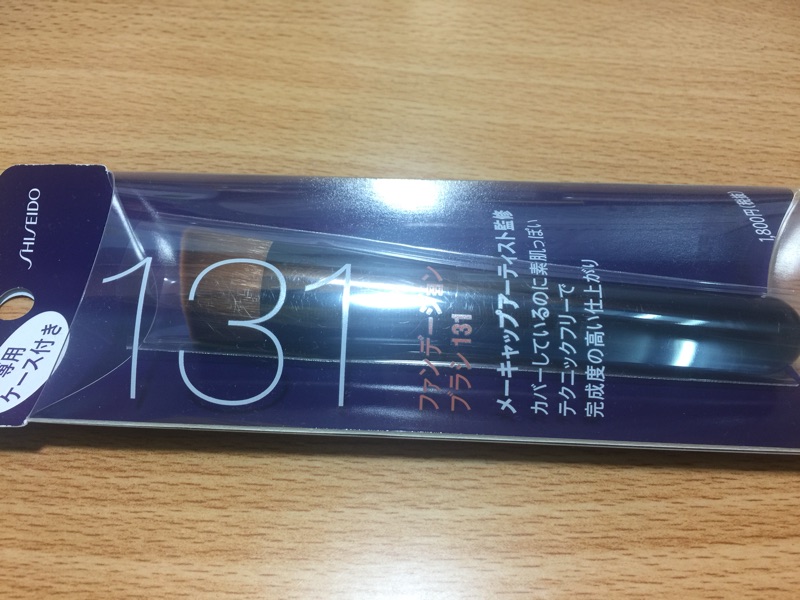 SHISEIDO
専用
ケース付き
131
ファンデーション
ブラシ 131
メーキャップアーティスト監修
カバーしているのに素肌っぽい
テクニックフリーで
完成度の高い仕上がり
1,800円(税抜)